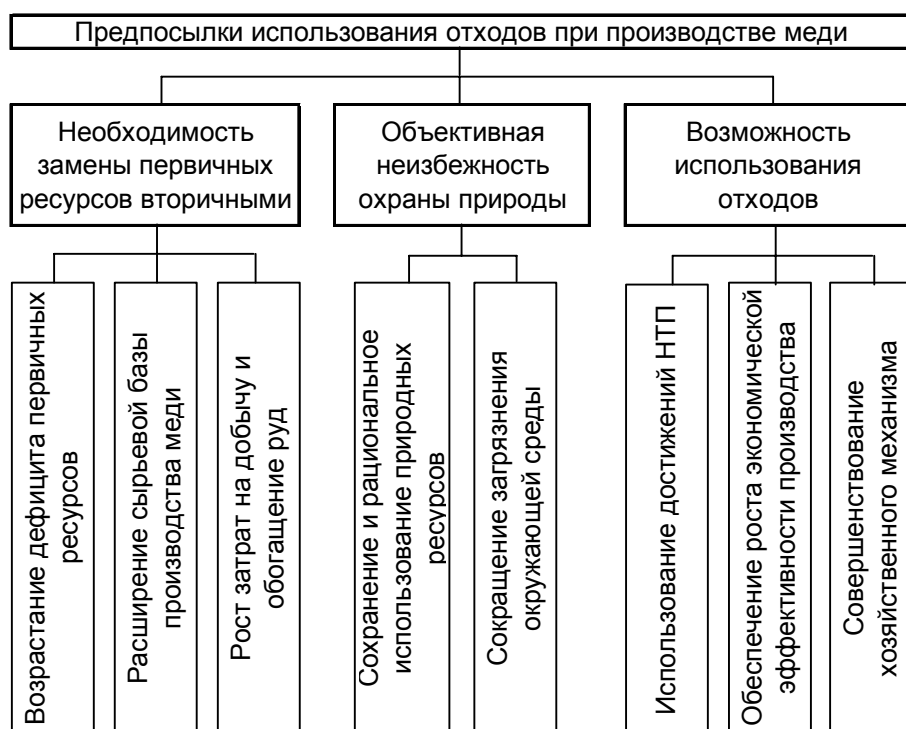 Предпосылки использования отходов при производстве меди
Необходимость
замены первичных
ресурсов вторичными
Объективная
неизбежность
охраны природы
Возможность
использования
отходов
Возрастание дефицита первичных
ресурсов
Расширение сырьевой базы
производства меди
Рост затрат на добычу и
обогащение руд
Сохранение и рациональное
использование природных
ресурсов
Сокращение загрязнения
окружающей среды
Использование достижений НТП
Обеспечение роста экономической
эффективности производства
Совершенствование
хозяйственного механизма